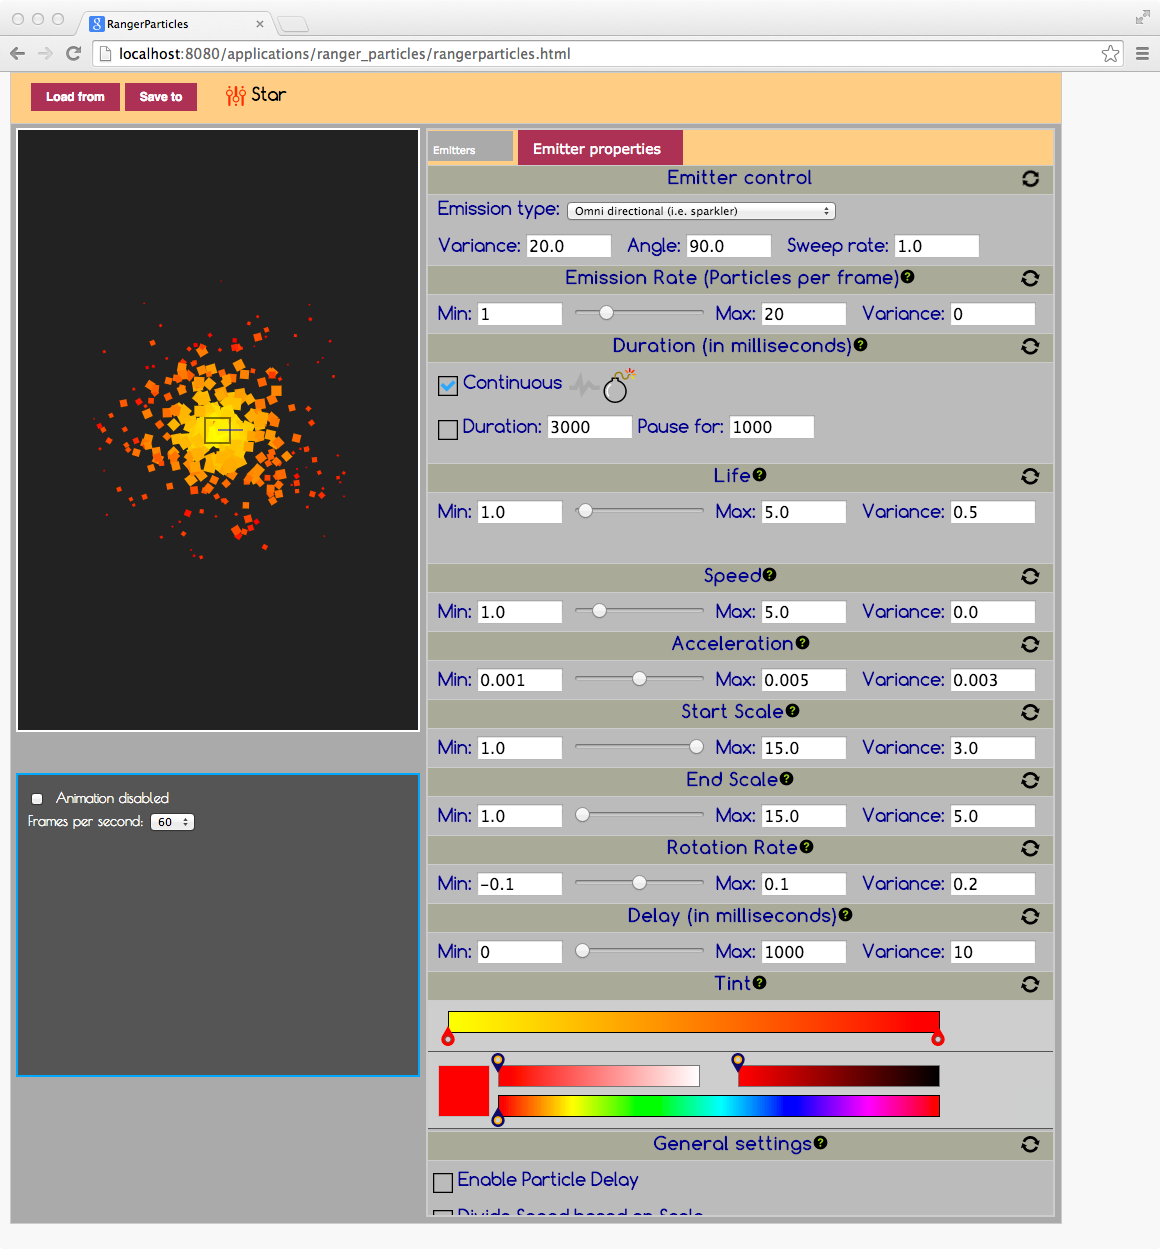 RangerParticles
localhost:8080/applications/ranger_particles/rangerparticles.html
Load from Save to Star
Emitters Emitter properties
Emitter control
Emission type: Omni directional (i.e. sparkler)
Variance: 20.0 Angle: 90.0 Sweep rate: 1.0
Emission Rate (Particles per frame)?
Min: 1 Max: 20 Variance: 0
Duration (in milliseconds)?
Continuous
Duration: 3000 Pause for: 1000
Life?
Min: 1.0 Max: 5.0 Variance: 0.5
Speed?
Min: 1.0 Max: 5.0 Variance: 0.0
Acceleration?
Min: 0.001 Max: 0.005 Variance: 0.003
Start Scale?
Min: 1.0 Max: 15.0 Variance: 3.0
End Scale?
Min: 1.0 Max: 15.0 Variance: 5.0
Rotation Rate?
Min: -0.1 Max: 0.1 Variance: 0.2
Delay (in milliseconds)?
Min: 0 Max: 1000 Variance: 10
Tint?
General settings?
Enable Particle Delay
Divide Speed based on Scale
Animation disabled
Frames per second: 60